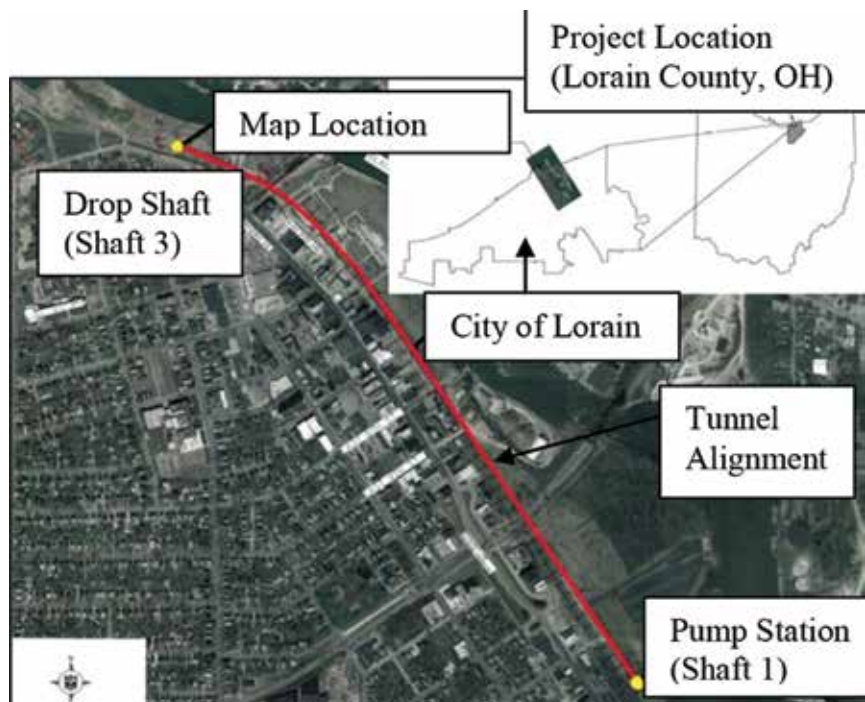 Project Location
(Lorain County, OH)
Map Location
Drop Shaft
(Shaft 3)
City of Lorain
Tunnel
Alignment
Pump Station
(Shaft 1)